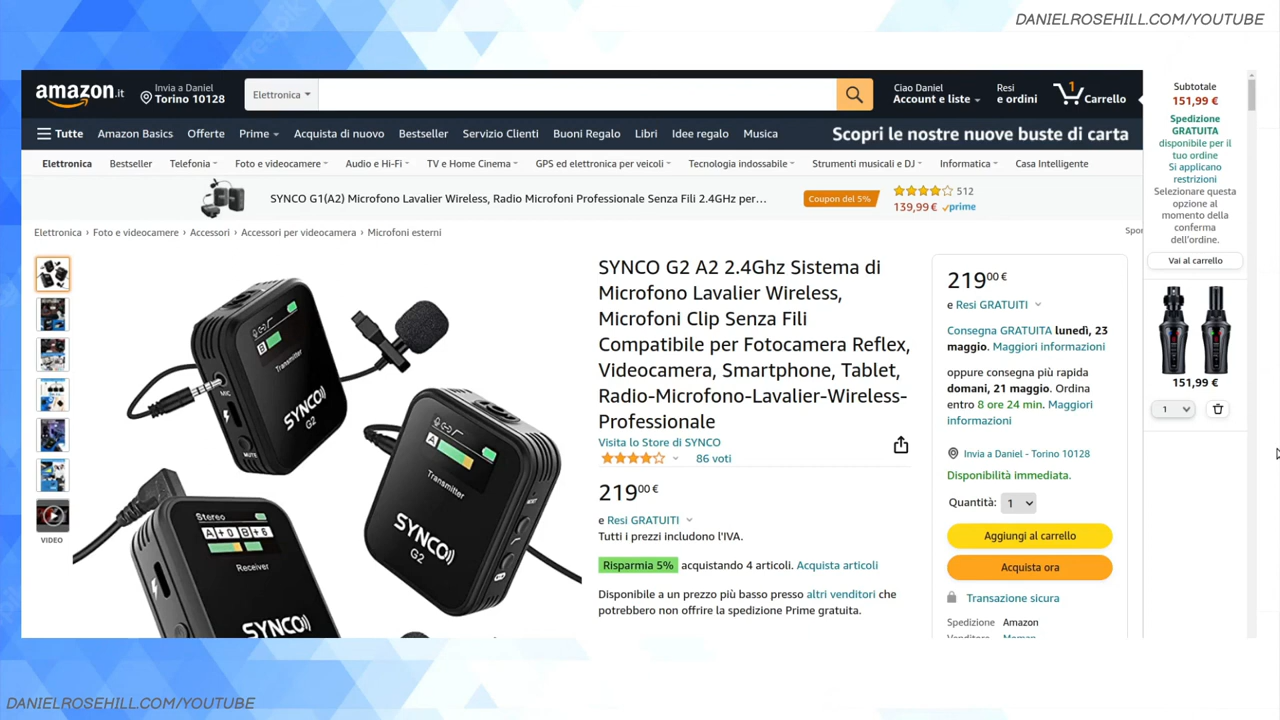 DANIELROSEHILL.COM/YOUTUBE
amazon.it
Invia a Daniel
Torino 10128
Elettronica
Ciao Daniel
Account e liste
Resi
e ordini
1
Carrello
Tutte
Amazon Basics
Offerte
Prime
Acquista di nuovo
Bestseller
Servizio Clienti
Buoni Regalo
Libri
Idee regalo
Musica
Scopri le nostre nuove buste di carta
Elettronica
Bestseller
Telefonia
Foto e videocamere
Audio e Hi-Fi
TV e Home Cinema
GPS ed elettronica per veicoli
Tecnologia indossabile
Strumenti musicali e DJ
Informatica
Casa Intelligente
SYNCO G1(A2) Microfono Lavalier Wireless, Radio Microfoni Professionale Senza Fili 2.4GHz per…
Coupon del 5%
512
139,99 € prime
Elettronica › Foto e videocamere › Accessori › Accessori per videocamera › Microfoni esterni
Spor
VIDEO
B
Transmitter
MIC
MUTE
SYNCO
G2
A
Transmitter
RESET
SYNCO
G2
Stereo
A+0 B+6
Receiver
SYNCO
SYNCO G2 A2 2.4Ghz Sistema di
Microfono Lavalier Wireless,
Microfoni Clip Senza Fili
Compatibile per Fotocamera Reflex,
Videocamera, Smartphone, Tablet,
Radio-Microfono-Lavalier-Wireless-
Professionale
Visita lo Store di SYNCO
86 voti
219,00 €
e Resi GRATUITI
Tutti i prezzi includono l'IVA.
Risparmia 5% acquistando 4 articoli. Acquista articoli
Disponibile a un prezzo più basso presso altri venditori che
potrebbero non offrire la spedizione Prime gratuita.
219,00 €
e Resi GRATUITI
Consegna GRATUITA lunedì, 23
maggio. Maggiori informazioni
oppure consegna più rapida
domani, 21 maggio. Ordina
entro 8 ore 24 min. Maggiori
informazioni
Invia a Daniel - Torino 10128
Disponibilità immediata.
Quantità: 1
Aggiungi al carrello
Acquista ora
Transazione sicura
Spedizione Amazon
Subtotale
151,99 €
Spedizione
GRATUITA
disponibile per il
tuo ordine
Si applicano
restrizioni
Selezionare questa
opzione al
momento della
conferma
dell'ordine.
Vai al carrello
151,99 €
1
DANIELROSEHILL.COM/YOUTUBE